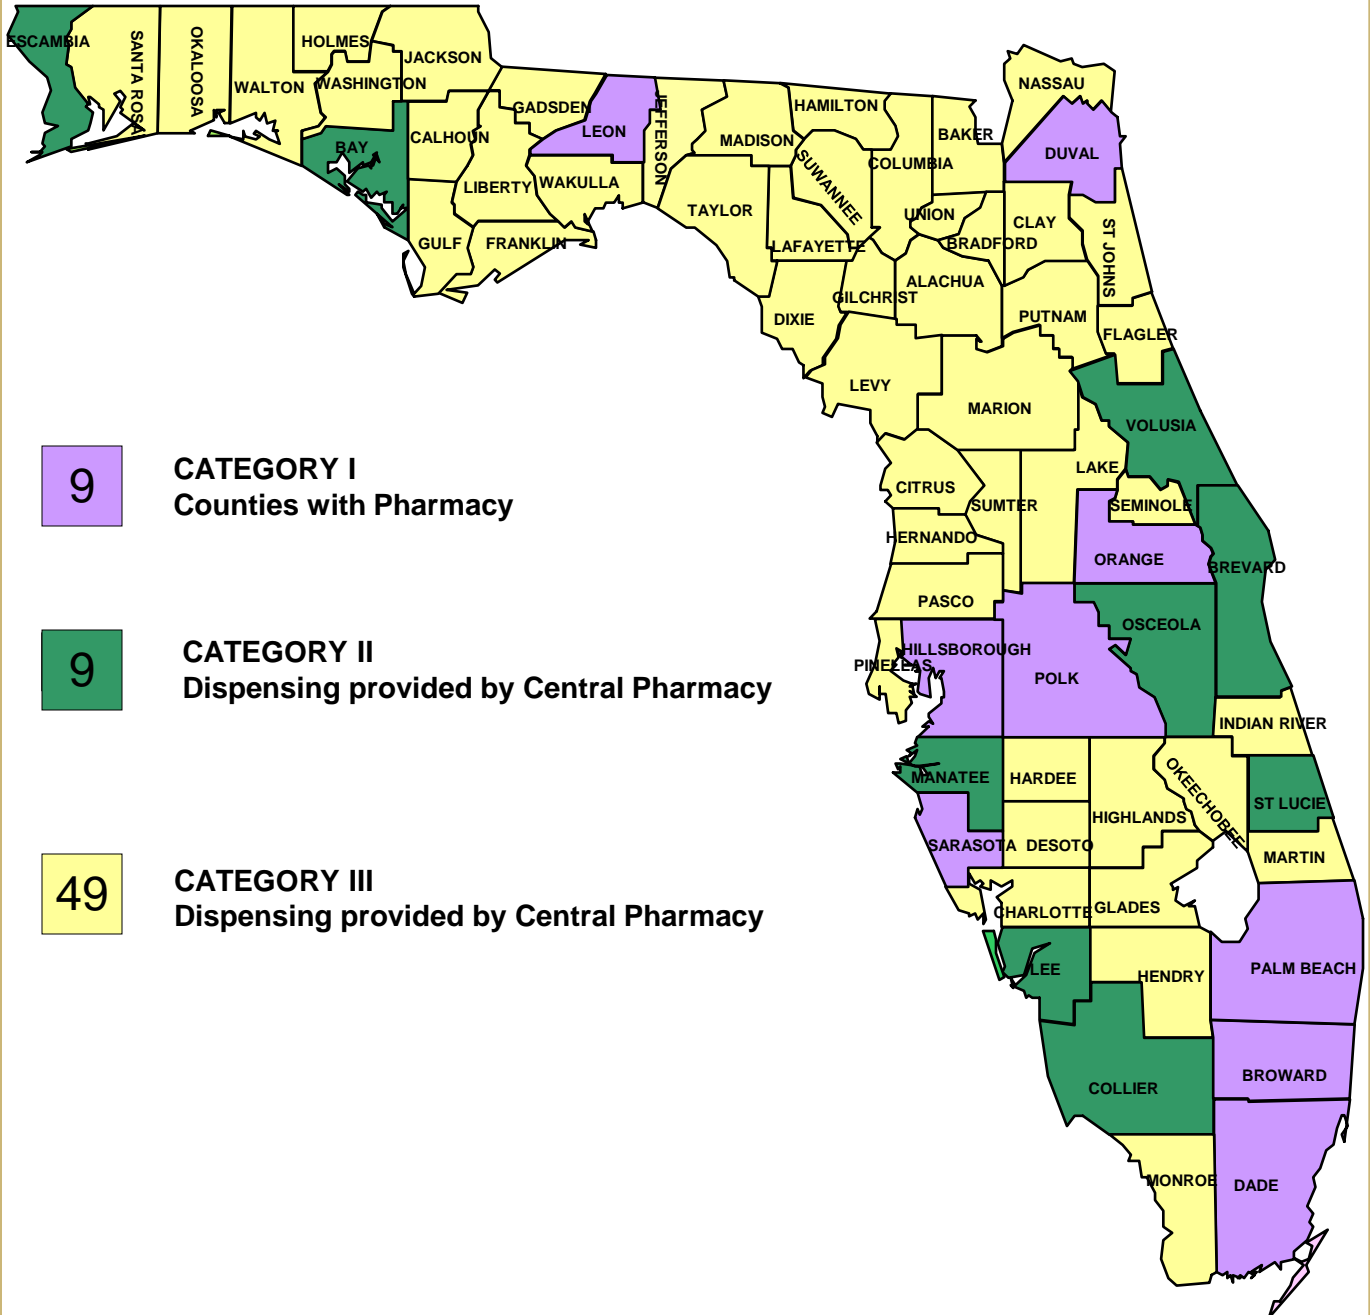 ESCAMBIA
SANTA ROSA
OKALOOSA
WALTON
HOLMES
WASHINGTON
JACKSON
BAY
CALHOUN
GULF
LIBERTY
GADSDEN
FRANKLIN
LEON
WAKULLA
JEFFERSON
MADISON
TAYLOR
HAMILTON
SUWANNEE
LAFAYETTE
DIXIE
COLUMBIA
GILCHRIST
BAKER
UNION
BRADFORD
ALACHUA
NASSAU
DUVAL
CLAY
ST JOHNS
PUTNAM
FLAGLER
LEVY
MARION
VOLUSIA
CITRUS
SUMTER
LAKE
SEMINOLE
HERNANDO
ORANGE
BREVARD
PASCO
OSCEOLA
PINELLAS
HILLSBOROUGH
POLK
INDIAN RIVER
MANATEE
HARDEE
HIGHLANDS
OKEECHOBEE
ST LUCIE
SARASOTA
DESOTO
MARTIN
CHARLOTTE
GLADES
LEE
HENDRY
PALM BEACH
COLLIER
BROWARD
MONROE
DADE
9
CATEGORY I
Counties with Pharmacy
9
CATEGORY II
Dispensing provided by Central Pharmacy
49
CATEGORY III
Dispensing provided by Central Pharmacy